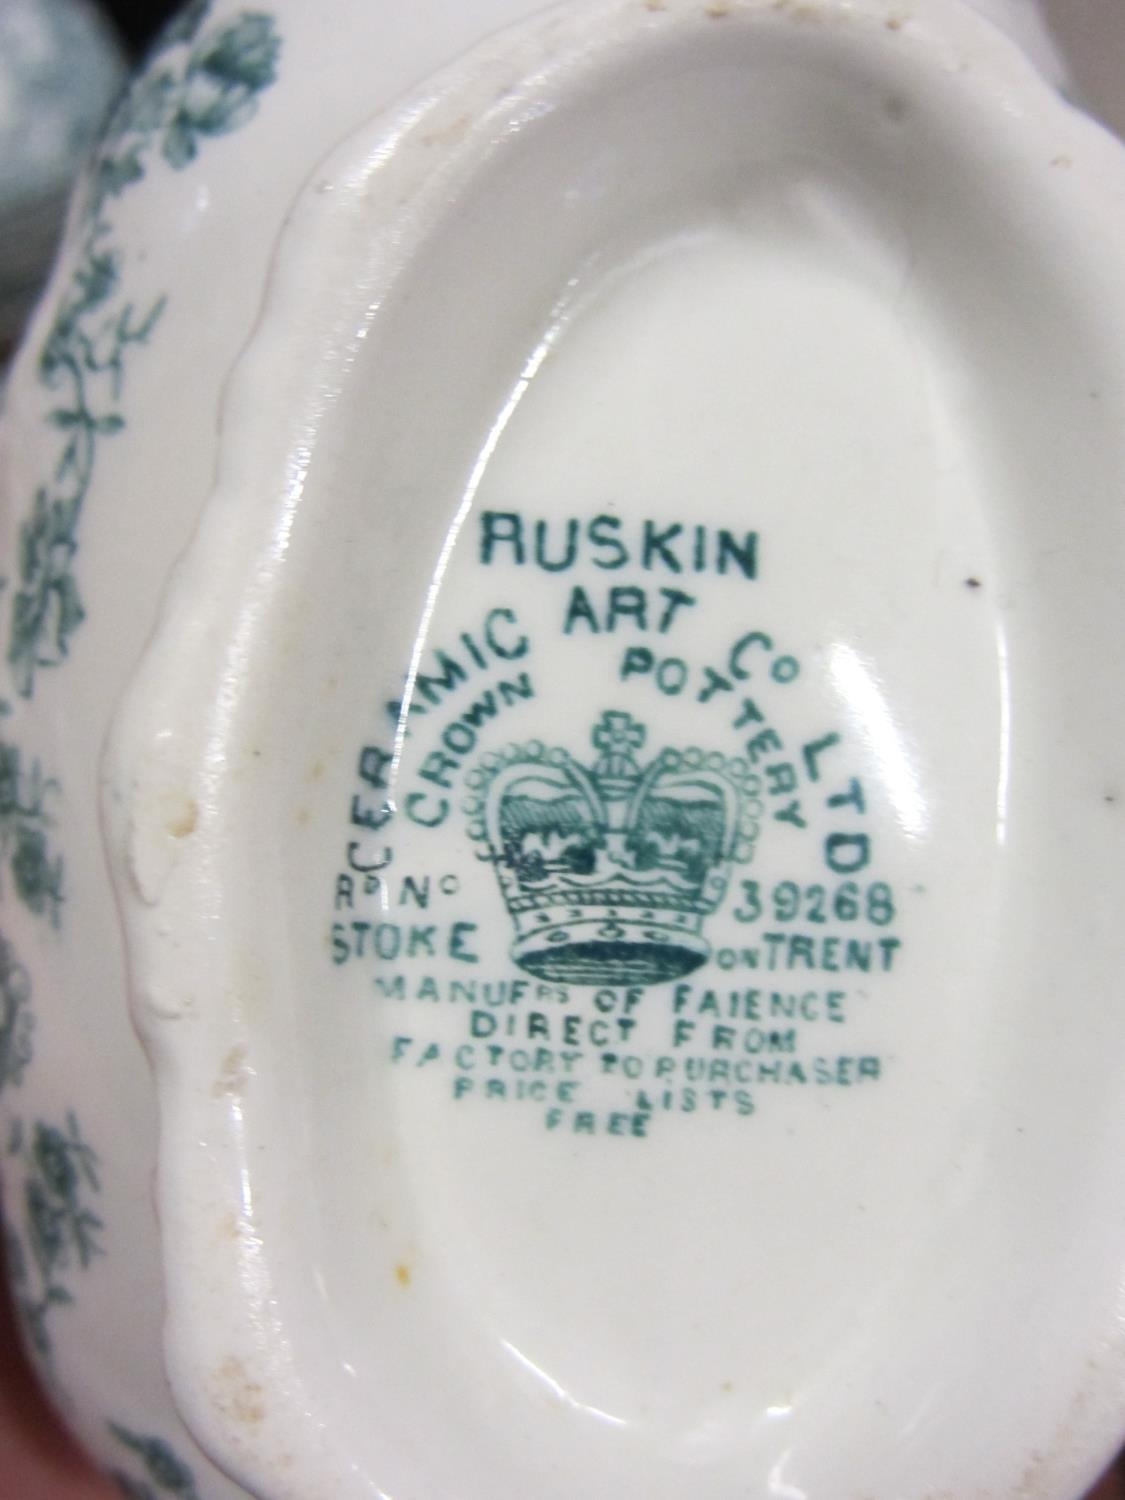 RUSKIN
CERAMIC ART Co LTD
CROWN POTTERY
Rd No 39268
STOKE on TRENT
MANUFrs OF FAIENCE
DIRECT FROM
FACTORY TO PURCHASER
PRICE LISTS
FREE